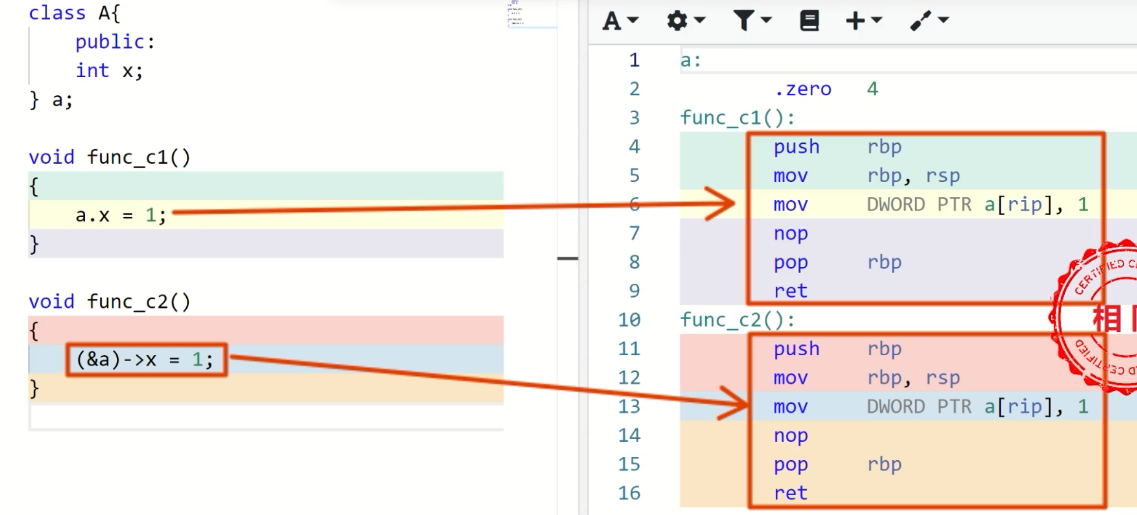 class A{
public:
int x;
} a;
void func_c1()
{
a.x = 1;
}
void func_c2()
{
(&a)->x = 1;
}
A
1 a:
2 .zero 4
3 func_c1():
4 push rbp
5 mov rbp, rsp
6 mov DWORD PTR a[rip], 1
7 nop
8 pop rbp
9 ret
10 func_c2():
11 push rbp
12 mov rbp, rsp
13 mov DWORD PTR a[rip], 1
14 nop
15 pop rbp
16 ret
CERTIFIED
相
CERTIFIED